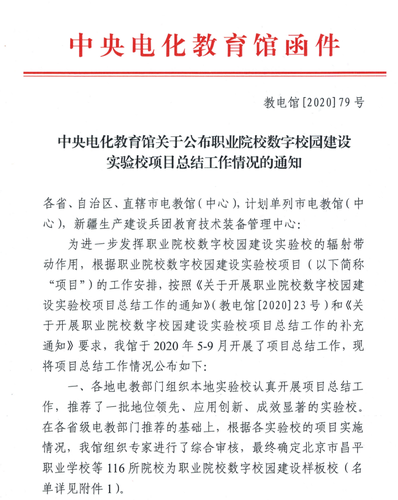 中央电化教育馆函件
教电馆[2020]79号
中央电化教育馆关于公布职业院校数字校园建设
实验校项目总结工作情况的通知
各省、自治区、直辖市电教馆（中心），计划单列市电教馆（中
心），新疆生产建设兵团教育技术装备管理中心：
为进一步发挥职业院校数字校园建设实验校的辐射带
动作用，根据职业院校数字校园建设实验校项目（以下简称
“项目”）的工作安排，按照《关于开展职业院校数字校园建
设实验校项目总结工作的通知》（教电馆[2020]23号）和《关
于开展职业院校数字校园建设实验校项目总结工作的补充
通知》要求，我馆于2020年5-9月开展了项目总结工作，现
将项目总结工作情况公布如下：
一、各地电教部门组织本地实验校认真开展项目总结工
作，推荐了一批地位领先、应用创新、成效显著的实验校。
在各省级电教部门推荐的基础上，根据各实验校的项目实施
情况，我馆组织专家进行了综合审核，最终确定北京市昌平
职业学校等116所院校为职业院校数字校园建设样板校（名
单详见附件1）。